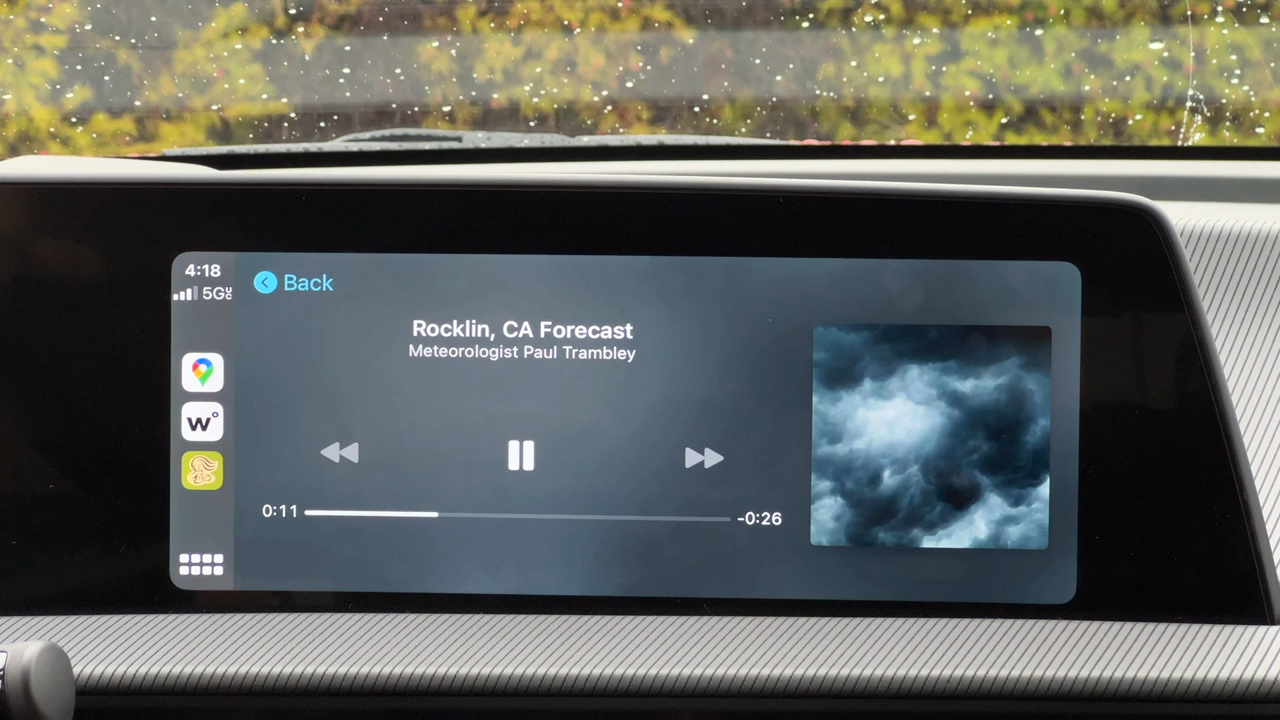 4:18
5G
Back
Rocklin, CA Forecast
Meteorologist Paul Trambley
W°
0:11
-0:26